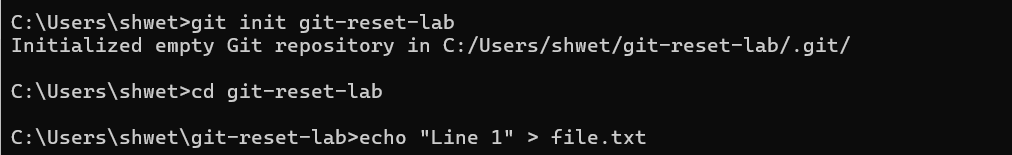 C:\Users\shwet>git init git-reset-lab
Initialized empty Git repository in C:/Users/shwet/git-reset-lab/.git/
C:\Users\shwet>cd git-reset-lab
C:\Users\shwet\git-reset-lab>echo "Line 1" > file.txt